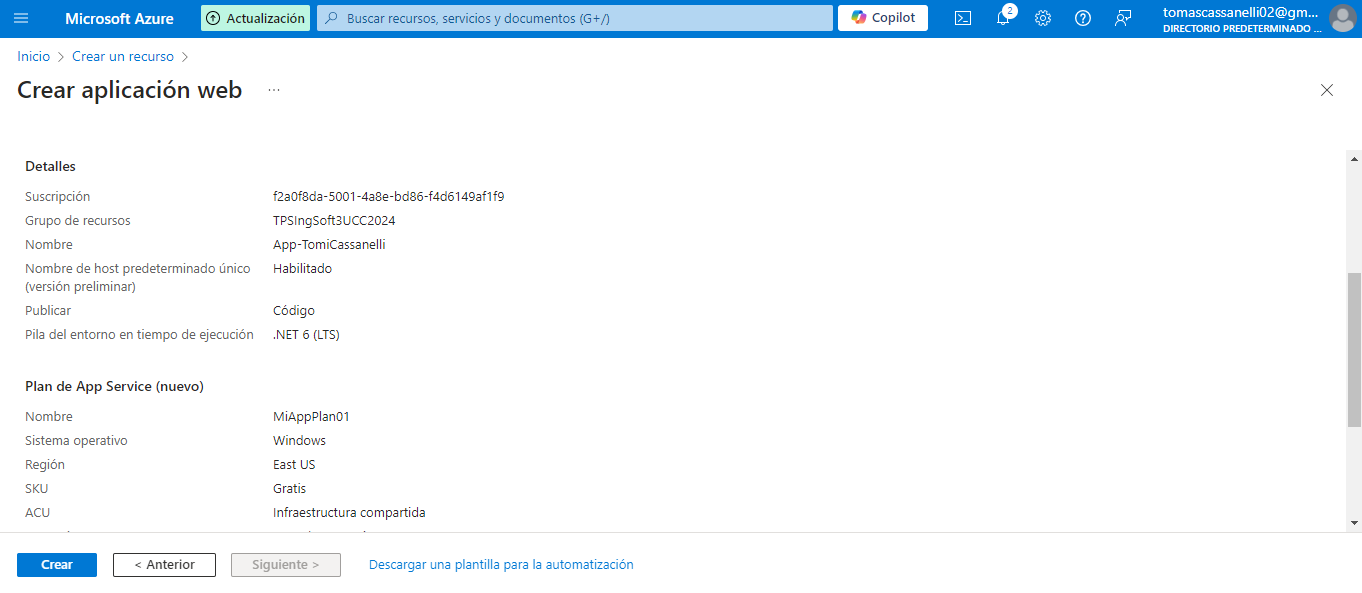 Microsoft Azure
Actualización
Buscar recursos, servicios y documentos (G+/)
Copilot
2
tomascassanelli02@gm...
DIRECTORIO PREDETERMINADO ...
Inicio > Crear un recurso >
Crear aplicación web ...
Detalles
Suscripción f2a0f8da-5001-4a8e-bd86-f4d6149af1f9
Grupo de recursos TPSIngSoft3UCC2024
Nombre App-TomiCassanelli
Nombre de host predeterminado único Habilitado
(versión preliminar)
Publicar Código
Pila del entorno en tiempo de ejecución .NET 6 (LTS)
Plan de App Service (nuevo)
Nombre MiAppPlan01
Sistema operativo Windows
Región East US
SKU Gratis
ACU Infraestructura compartida
Crear
< Anterior
Siguiente >
Descargar una plantilla para la automatización